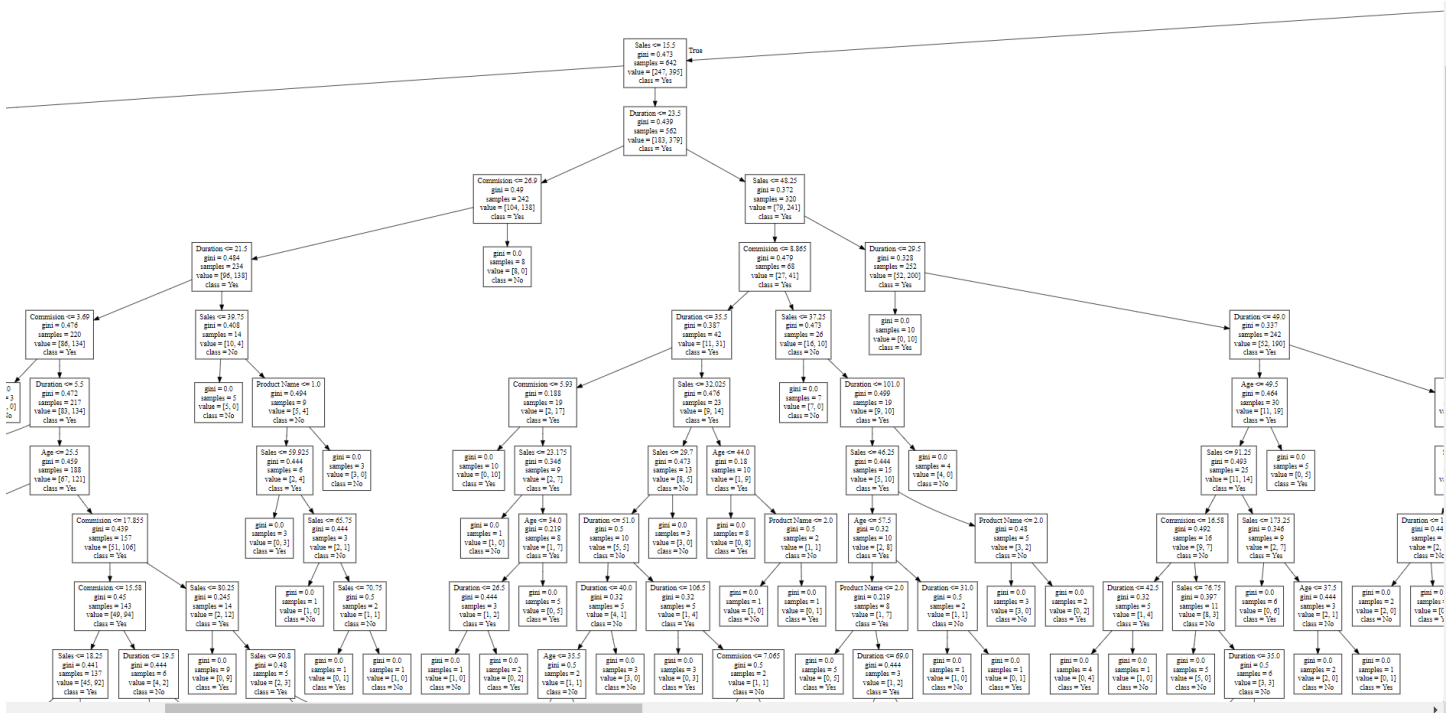 True
Sales <= 15.5
gini = 0.473
samples = 642
value = [247, 395]
class = Yes
Duration <= 23.5
gini = 0.439
samples = 562
value = [183, 379]
class = Yes
Commision <= 26.9
gini = 0.49
samples = 242
value = [104, 138]
class = Yes
Sales <= 48.25
gini = 0.372
samples = 320
value = [79, 241]
class = Yes
Duration <= 21.5
gini = 0.484
samples = 234
value = [96, 138]
class = Yes
gini = 0.0
samples = 8
value = [8, 0]
class = No
Commision <= 8.865
gini = 0.479
samples = 68
value = [27, 41]
class = Yes
Duration <= 29.5
gini = 0.328
samples = 252
value = [52, 200]
class = Yes
Commision <= 3.69
gini = 0.476
samples = 220
value = [86, 134]
class = Yes
Sales <= 39.75
gini = 0.408
samples = 14
value = [10, 4]
class = No
Duration <= 35.5
gini = 0.387
samples = 42
value = [11, 31]
class = Yes
Sales <= 37.25
gini = 0.473
samples = 26
value = [16, 10]
class = No
gini = 0.0
samples = 10
value = [0, 10]
class = Yes
Duration <= 49.0
gini = 0.337
samples = 242
value = [52, 190]
class = Yes
Duration <= 5.5
gini = 0.472
samples = 217
value = [83, 134]
class = Yes
gini = 0.0
samples = 5
value = [5, 0]
class = No
Product Name <= 1.0
gini = 0.494
samples = 9
value = [5, 4]
class = No
Commision <= 5.93
gini = 0.188
samples = 19
value = [2, 17]
class = Yes
Sales <= 32.025
gini = 0.476
samples = 23
value = [9, 14]
class = Yes
gini = 0.0
samples = 7
value = [7, 0]
class = No
Duration <= 101.0
gini = 0.499
samples = 19
value = [9, 10]
class = Yes
Age <= 49.5
gini = 0.464
samples = 30
value = [11, 19]
class = Yes
Age <= 25.5
gini = 0.459
samples = 188
value = [67, 121]
class = Yes
Sales <= 59.925
gini = 0.444
samples = 6
value = [2, 4]
class = Yes
gini = 0.0
samples = 3
value = [3, 0]
class = No
gini = 0.0
samples = 10
value = [0, 10]
class = Yes
Sales <= 23.175
gini = 0.346
samples = 9
value = [2, 7]
class = Yes
Sales <= 29.7
gini = 0.473
samples = 13
value = [8, 5]
class = No
Age <= 44.0
gini = 0.18
samples = 10
value = [1, 9]
class = Yes
Sales <= 46.25
gini = 0.444
samples = 15
value = [5, 10]
class = Yes
gini = 0.0
samples = 4
value = [4, 0]
class = No
Sales <= 91.25
gini = 0.493
samples = 25
value = [11, 14]
class = Yes
gini = 0.0
samples = 5
value = [0, 5]
class = Yes
Commision <= 17.855
gini = 0.439
samples = 157
value = [51, 106]
class = Yes
gini = 0.0
samples = 3
value = [0, 3]
class = Yes
Sales <= 65.75
gini = 0.444
samples = 3
value = [2, 1]
class = No
gini = 0.0
samples = 1
value = [1, 0]
class = No
Age <= 34.0
gini = 0.219
samples = 8
value = [1, 7]
class = Yes
Duration <= 51.0
gini = 0.5
samples = 10
value = [5, 5]
class = No
gini = 0.0
samples = 3
value = [3, 0]
class = No
gini = 0.0
samples = 8
value = [0, 8]
class = Yes
Product Name <= 2.0
gini = 0.5
samples = 2
value = [1, 1]
class = No
Age <= 57.5
gini = 0.32
samples = 10
value = [2, 8]
class = Yes
Product Name <= 2.0
gini = 0.48
samples = 5
value = [3, 2]
class = No
Commision <= 16.58
gini = 0.492
samples = 16
value = [9, 7]
class = No
Sales <= 173.25
gini = 0.346
samples = 9
value = [2, 7]
class = Yes
Commision <= 15.58
gini = 0.45
samples = 143
value = [49, 94]
class = Yes
Sales <= 80.25
gini = 0.245
samples = 14
value = [2, 12]
class = Yes
gini = 0.0
samples = 1
value = [1, 0]
class = No
Sales <= 70.75
gini = 0.5
samples = 2
value = [1, 1]
class = No
Duration <= 26.5
gini = 0.444
samples = 3
value = [1, 2]
class = Yes
gini = 0.0
samples = 5
value = [0, 5]
class = Yes
Duration <= 40.0
gini = 0.32
samples = 5
value = [4, 1]
class = No
Duration <= 106.5
gini = 0.32
samples = 5
value = [1, 4]
class = Yes
gini = 0.0
samples = 1
value = [1, 0]
class = No
gini = 0.0
samples = 1
value = [0, 1]
class = Yes
Product Name <= 2.0
gini = 0.219
samples = 8
value = [1, 7]
class = Yes
Duration <= 31.0
gini = 0.5
samples = 2
value = [1, 1]
class = No
gini = 0.0
samples = 3
value = [3, 0]
class = No
gini = 0.0
samples = 2
value = [0, 2]
class = Yes
Duration <= 42.5
gini = 0.32
samples = 5
value = [1, 4]
class = Yes
Sales <= 76.75
gini = 0.397
samples = 11
value = [8, 3]
class = No
gini = 0.0
samples = 6
value = [0, 6]
class = Yes
Age <= 37.5
gini = 0.444
samples = 3
value = [2, 1]
class = No
gini = 0.0
samples = 2
value = [2, 0]
class = No
Sales <= 18.25
gini = 0.441
samples = 137
value = [45, 92]
class = Yes
Duration <= 19.5
gini = 0.444
samples = 6
value = [4, 2]
class = No
gini = 0.0
samples = 9
value = [0, 9]
class = Yes
Sales <= 90.8
gini = 0.48
samples = 5
value = [2, 3]
class = Yes
gini = 0.0
samples = 1
value = [0, 1]
class = Yes
gini = 0.0
samples = 1
value = [1, 0]
class = No
gini = 0.0
samples = 1
value = [1, 0]
class = No
gini = 0.0
samples = 2
value = [0, 2]
class = Yes
Age <= 35.5
gini = 0.5
samples = 2
value = [1, 1]
class = No
gini = 0.0
samples = 3
value = [3, 0]
class = No
gini = 0.0
samples = 3
value = [0, 3]
class = Yes
Commision <= 7.065
gini = 0.5
samples = 2
value = [1, 1]
class = No
gini = 0.0
samples = 5
value = [0, 5]
class = Yes
Duration <= 69.0
gini = 0.444
samples = 3
value = [1, 2]
class = Yes
gini = 0.0
samples = 1
value = [1, 0]
class = No
gini = 0.0
samples = 1
value = [0, 1]
class = Yes
gini = 0.0
samples = 4
value = [0, 4]
class = Yes
gini = 0.0
samples = 1
value = [1, 0]
class = No
gini = 0.0
samples = 5
value = [5, 0]
class = No
Duration <= 35.0
gini = 0.5
samples = 6
value = [3, 3]
class = No
gini = 0.0
samples = 2
value = [2, 0]
class = No
gini = 0.0
samples = 1
value = [0, 1]
class = Yes